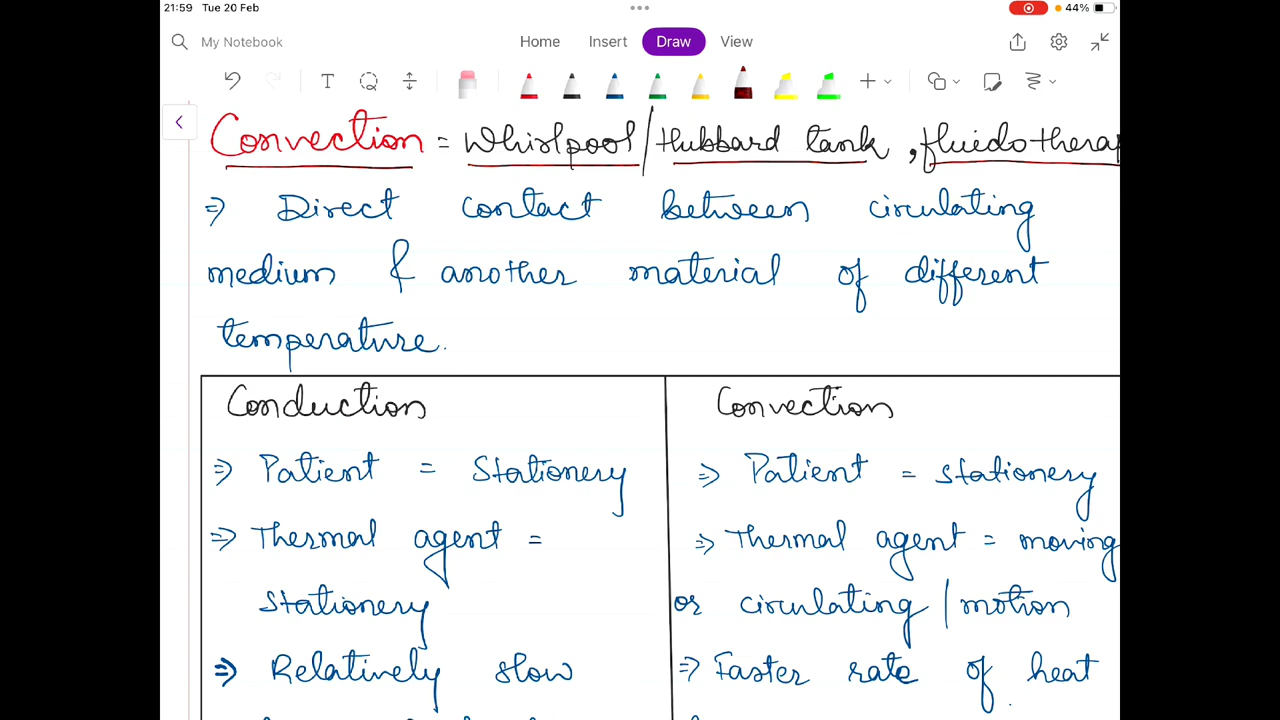 21:59 Tue 20 Feb
44%
My Notebook
Home Insert Draw View
T
Convection = Whirlpool/Hubbard tank, fluidotherap
⇒ Direct contact between circulating
medium & another material of different
temperature.
Conduction
⇒ Patient = Stationery
⇒ Thermal agent =
Stationery
⇒ Relatively slow
Convection
⇒ Patient = stationery
⇒ Thermal agent = moving
or circulating / motion
⇒ Faster rate of heat